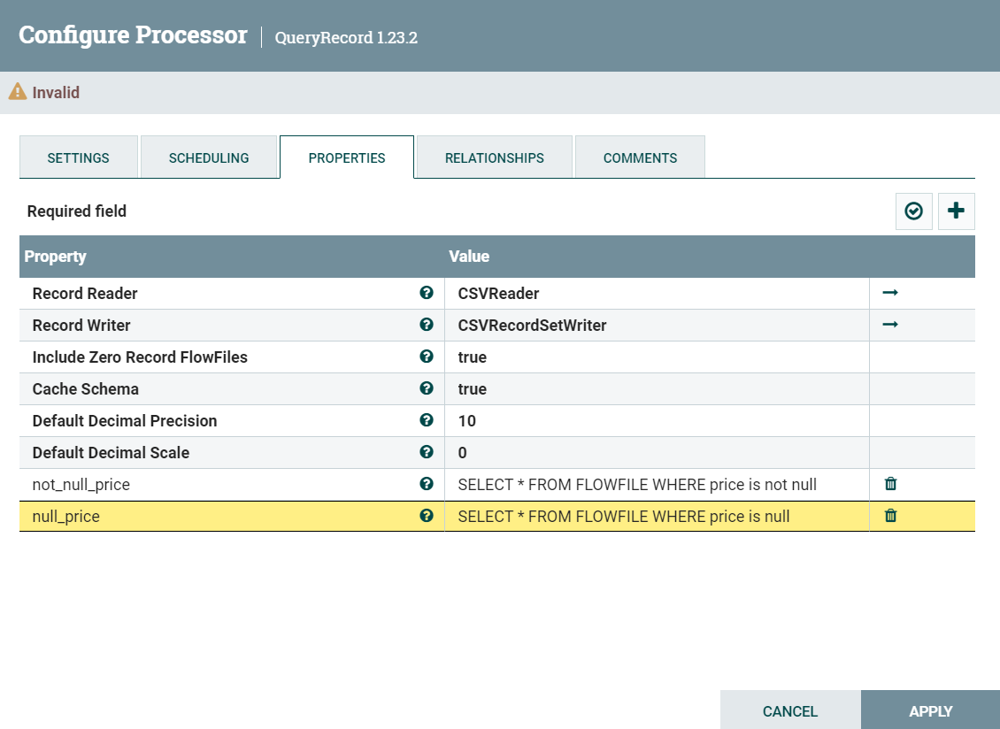 Configure Processor | QueryRecord 1.23.2
Invalid
SETTINGS SCHEDULING PROPERTIES RELATIONSHIPS COMMENTS
Required field
Property Value
Record Reader CSVReader
Record Writer CSVRecordSetWriter
Include Zero Record FlowFiles true
Cache Schema true
Default Decimal Precision 10
Default Decimal Scale 0
not_null_price SELECT * FROM FLOWFILE WHERE price is not null
null_price SELECT * FROM FLOWFILE WHERE price is null
CANCEL APPLY